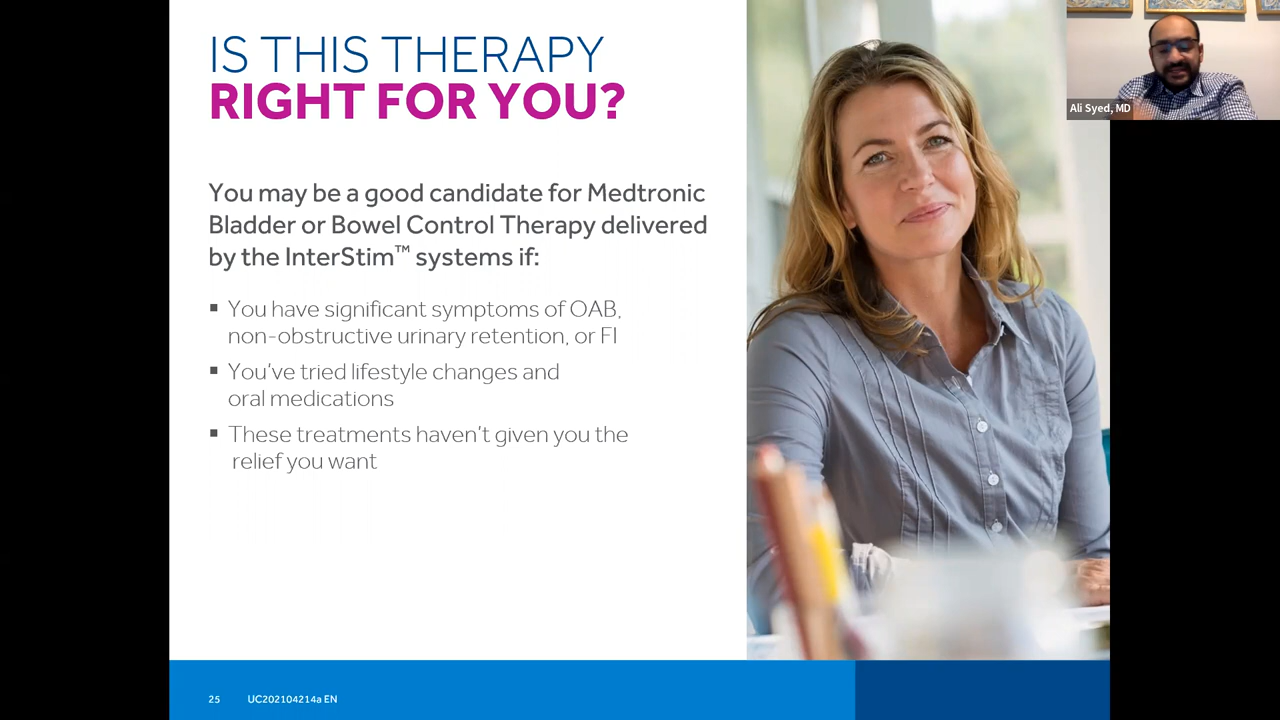 IS THIS THERAPY
RIGHT FOR YOU?
You may be a good candidate for Medtronic
Bladder or Bowel Control Therapy delivered
by the InterStim™ systems if:
▪ You have significant symptoms of OAB,
non-obstructive urinary retention, or FI
▪ You've tried lifestyle changes and
oral medications
▪ These treatments haven't given you the
relief you want
25 UC202104214a EN
Ali Syed, MD